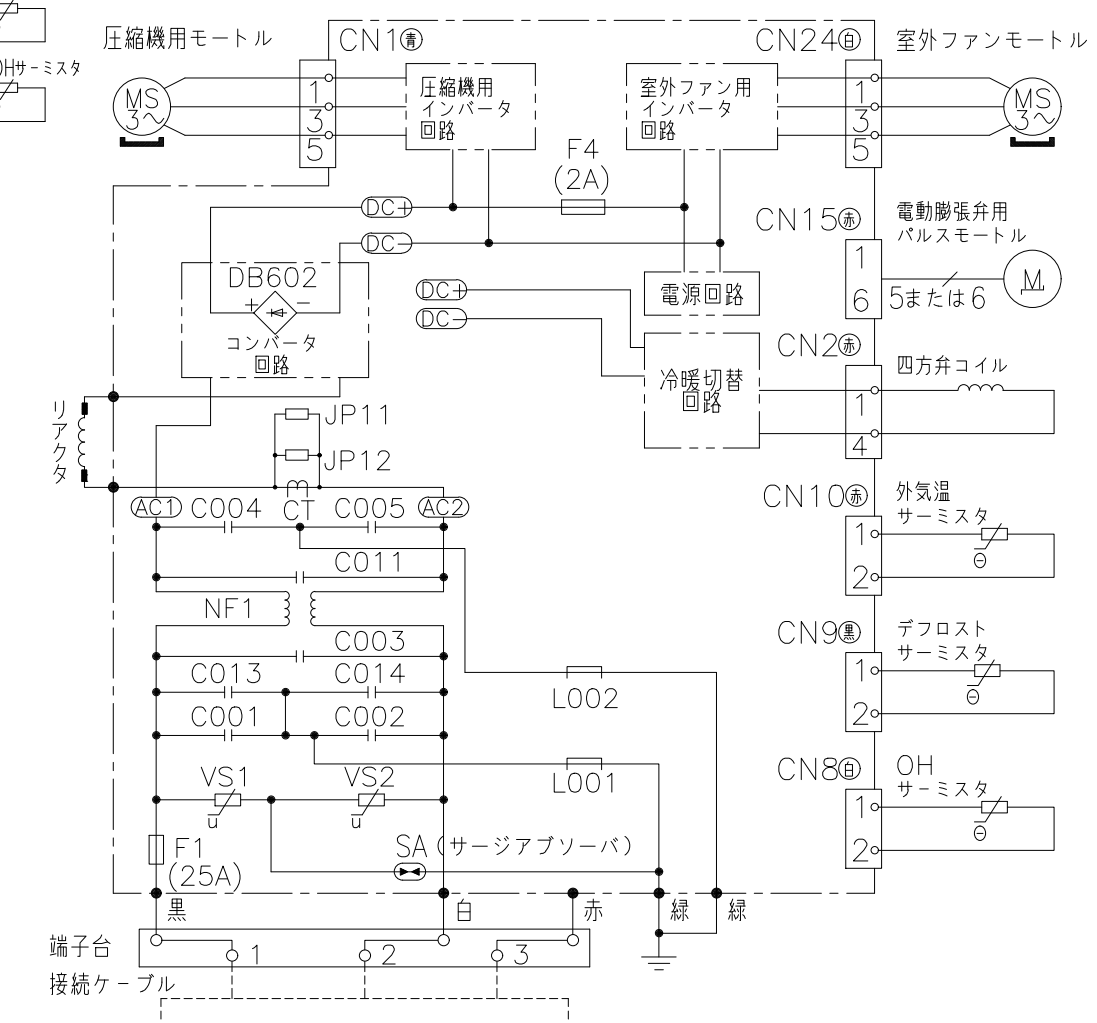 OHサーミスタ
圧縮機用モートル
CN1青
CN24白
室外ファンモートル
MS
3～
1
3
5
圧縮機用
インバータ
回路
室外ファン用
インバータ
回路
1
3
5
MS
3～
F4
(2A)
DC+
DC−
CN15赤
電動膨張弁用
パルスモートル
1
6
5または6
M
DB602
+
−
コンバータ
回路
DC+
DC−
電源回路
冷暖切替
回路
CN2赤
四方弁コイル
1
4
リアクタ
JP11
JP12
CT
AC1
C004
C005
AC2
CN10赤
外気温
サーミスタ
1
2
θ
C011
NF1
C003
C013
C014
C001
C002
L002
L001
CN9黒
デフロスト
サーミスタ
1
2
θ
CN8白
OH
サーミスタ
1
2
θ
VS1
VS2
u
u
F1
(25A)
SA(サージアブソーバ)
黒
白
赤
緑
緑
端子台
1
2
3
接続ケーブル